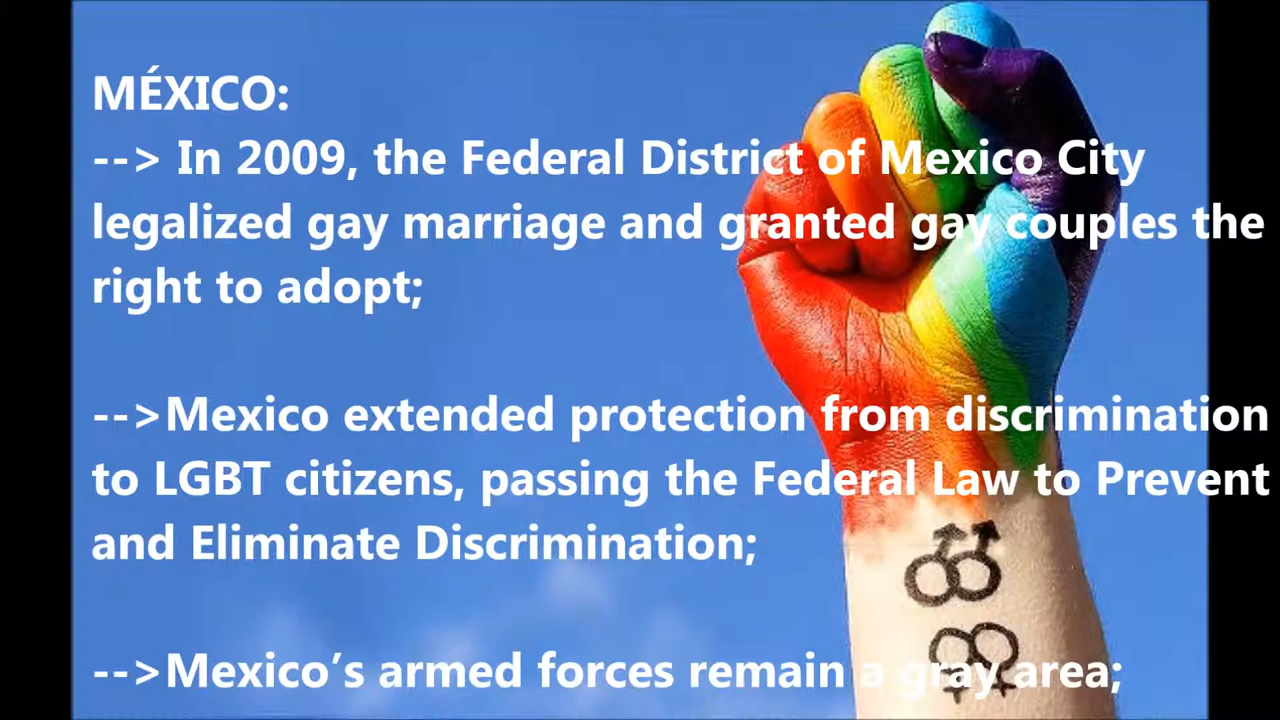 MÉXICO:
--> In 2009, the Federal District of Mexico City
legalized gay marriage and granted gay couples the
right to adopt;
-->Mexico extended protection from discrimination
to LGBT citizens, passing the Federal Law to Prevent
and Eliminate Discrimination;
-->Mexico’s armed forces remain a gray area;